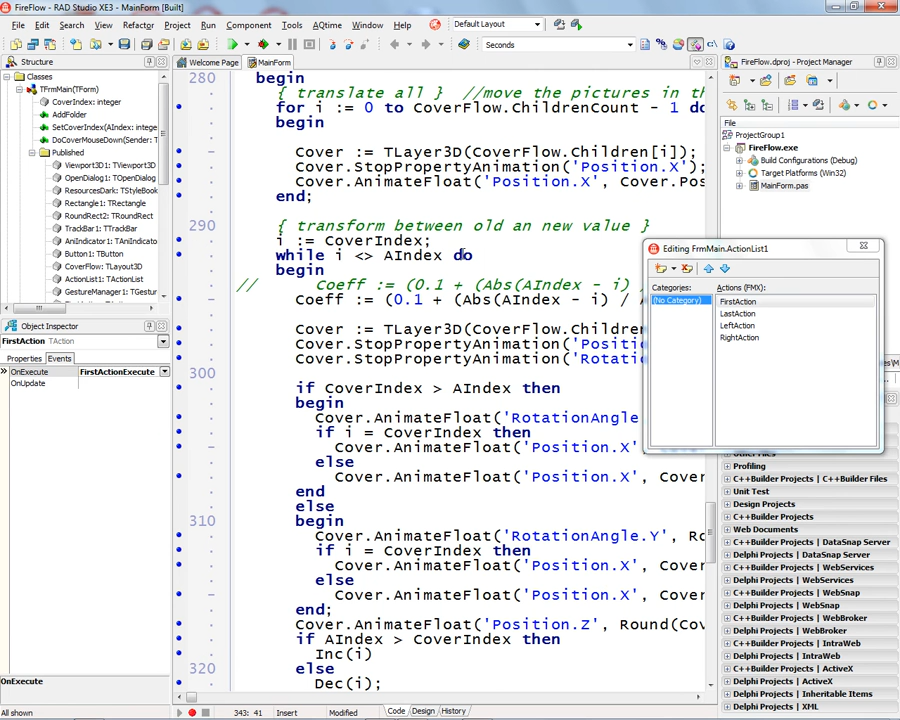 FireFlow - RAD Studio XE3 - MainForm [Built]
File Edit Search View Refactor Project Run Component Tools AQtime Window Help Default Layout
Seconds
Structure
Classes
TFrmMain(TForm)
CoverIndex: integer
AddFolder
SetCoverIndex(AIndex: intege
DoCoverMouseDown(Sender: T
Published
Viewport3D1: TViewport3D
OpenDialog1: TOpenDialog
ResourcesDark: TStyleBook
Rectangle1: TRectangle
RoundRect2: TRoundRect
TrackBar1: TTrackBar
AniIndicator1: TAniIndicato
Button1: TButton
CoverFlow: TLayout3D
ActionList1: TActionList
GestureManager1: TGestur
Object Inspector
FirstAction TAction
Properties Events
OnExecute FirstActionExecute
OnUpdate
OnExecute
All shown
Welcome Page MainForm
280 begin
{ translate all } //move the pictures in th
for i := 0 to CoverFlow.ChildrenCount - 1 do
begin
Cover := TLayer3D(CoverFlow.Children[i]);
Cover.StopPropertyAnimation('Position.X');
Cover.AnimateFloat('Position.X', Cover.Pos
end;
290 { transform between old an new value }
i := CoverIndex;
while i <> AIndex do
begin
// Coeff := (0.1 + (Abs(AIndex - i) /
Coeff := (0.1 + (Abs(AIndex - i) / A
Cover := TLayer3D(CoverFlow.Children
Cover.StopPropertyAnimation('Positio
Cover.StopPropertyAnimation('Rotatio
300
if CoverIndex > AIndex then
begin
Cover.AnimateFloat('RotationAngle.
if i = CoverIndex then
Cover.AnimateFloat('Position.X'
else
Cover.AnimateFloat('Position.X', Cover
end
else
310 begin
Cover.AnimateFloat('RotationAngle.Y', Ro
if i = CoverIndex then
Cover.AnimateFloat('Position.X', Cover
else
Cover.AnimateFloat('Position.X', Cover
end;
Cover.AnimateFloat('Position.Z', Round(Cov
if AIndex > CoverIndex then
Inc(i)
320 else
Dec(i);
343: 41 Insert Modified Code Design History
Editing FrmMain.ActionList1
Categories: Actions (FMX):
(No Category) FirstAction
LastAction
LeftAction
RightAction
FireFlow.dproj - Project Manager
File
ProjectGroup1
FireFlow.exe
Build Configurations (Debug)
Target Platforms (Win32)
MainForm.pas
Other Files
Profiling
C++Builder Projects | C++Builder Files
Unit Test
Design Projects
C++Builder Projects
Web Documents
C++Builder Projects | DataSnap Server
Delphi Projects | DataSnap Server
C++Builder Projects | WebServices
Delphi Projects | WebServices
C++Builder Projects | WebSnap
Delphi Projects | WebSnap
C++Builder Projects | WebBroker
Delphi Projects | WebBroker
C++Builder Projects | IntraWeb
Delphi Projects | IntraWeb
C++Builder Projects | ActiveX
Delphi Projects | ActiveX
Delphi Projects | Inheritable Items
Delphi Projects | XML